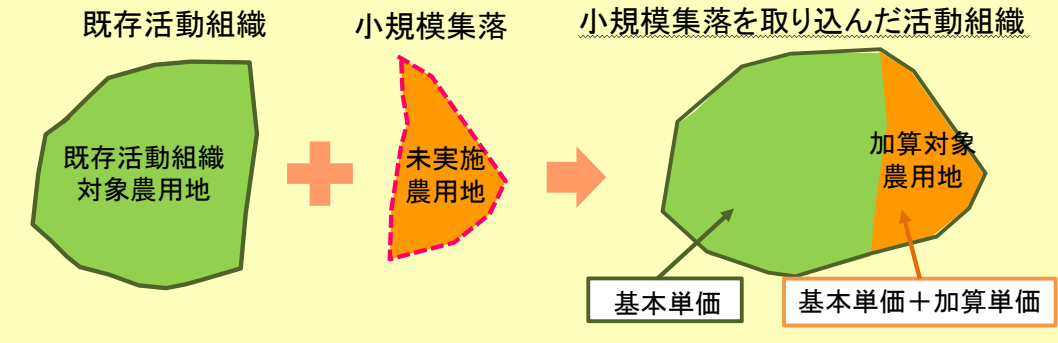 既存活動組織
小規模集落
小規模集落を取り込んだ活動組織
既存活動組織
対象農用地
未実施
農用地
加算対象
農用地
基本単価
基本単価＋加算単価